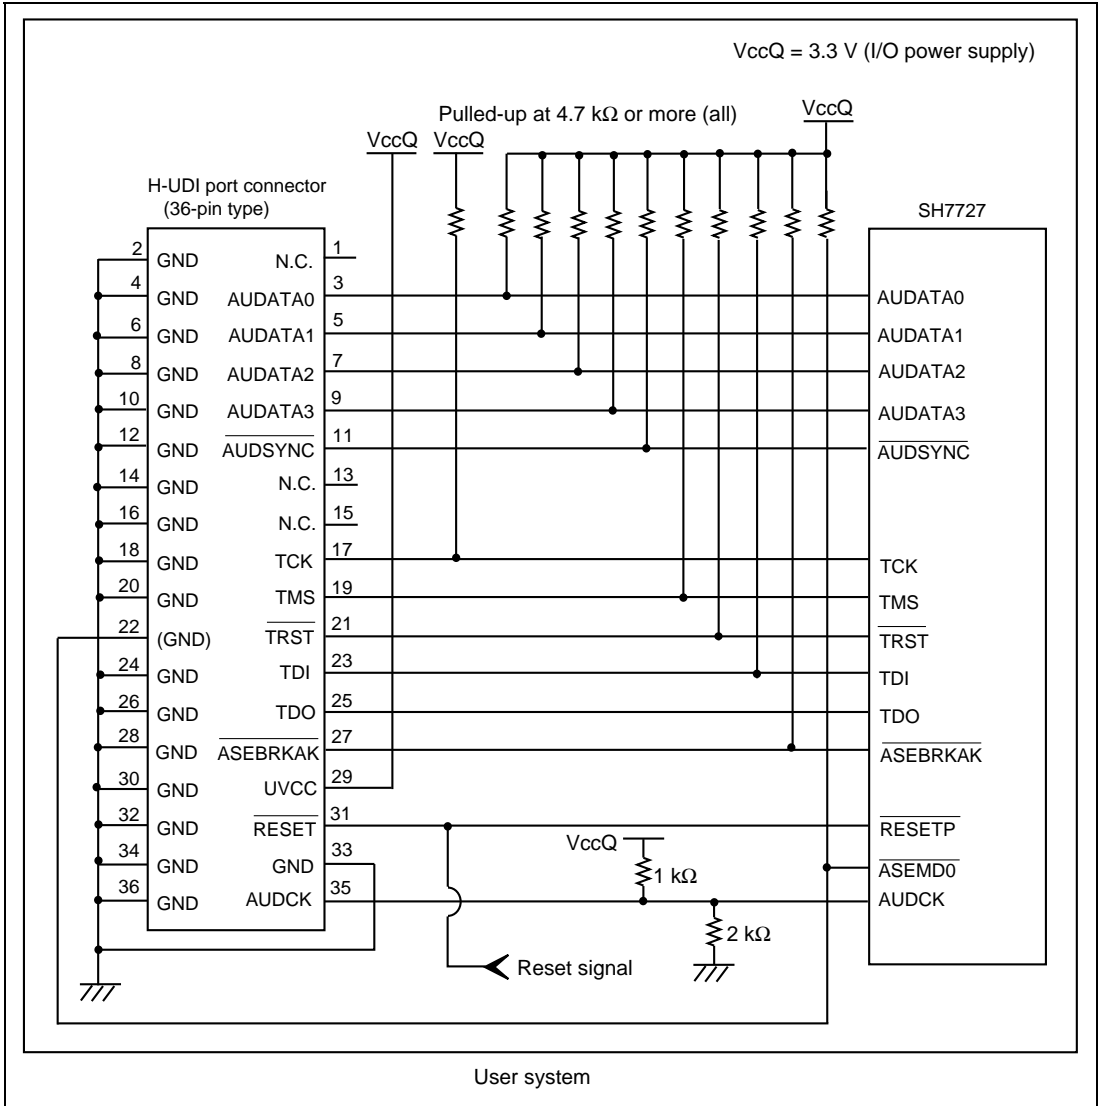 VccQ = 3.3 V (I/O power supply)
Pulled-up at 4.7 kΩ or more (all)
VccQ
VccQ
VccQ
H-UDI port connector
(36-pin type)
SH7727
2 GND N.C. 1
4 GND AUDATA0 3 AUDATA0
6 GND AUDATA1 5 AUDATA1
8 GND AUDATA2 7 AUDATA2
10 GND AUDATA3 9 AUDATA3
12 GND AUDSYNC 11 AUDSYNC
14 GND N.C. 13
16 GND N.C. 15
18 GND TCK 17 TCK
20 GND TMS 19 TMS
22 (GND) TRST 21 TRST
24 GND TDI 23 TDI
26 GND TDO 25 TDO
28 GND ASEBRKAK 27 ASEBRKAK
30 GND UVCC 29
32 GND RESET 31 RESETP
VccQ
34 GND GND 33 ASEMD0
1 kΩ
36 GND AUDCK 35 AUDCK
2 kΩ
Reset signal
User system